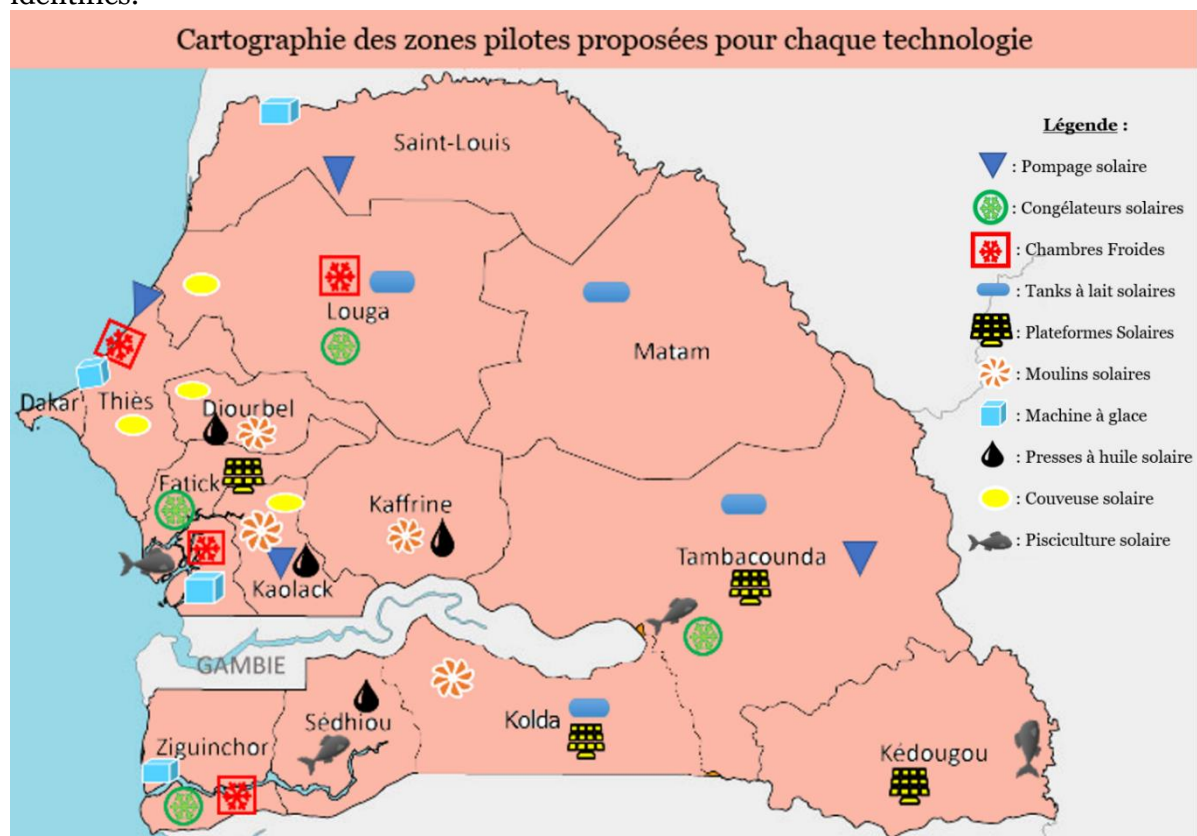 identifiés.
Cartographie des zones pilotes proposées pour chaque technologie
Légende :
: Pompage solaire
: Congélateurs solaires
: Chambres Froides
: Tanks à lait solaires
: Plateformes Solaires
: Moulins solaires
: Machine à glace
: Presses à huile solaire
: Couveuse solaire
: Pisciculture solaire
Saint-Louis
Louga
Matam
Dakar
Thiès
Diourbel
Fatick
Kaffrine
Kaolack
Tambacounda
GAMBIE
Sédhiou
Kolda
Ziguinchor
Kédougou